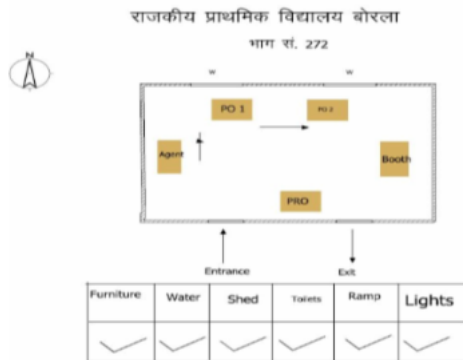 राजकीय प्राथमिक विद्यालय बोरला
भाग सं. 272
N
W W
PO 1 PO 2
Agent Booth
PRO
Entrance Exit
Furniture Water Shed Toilets Ramp Lights